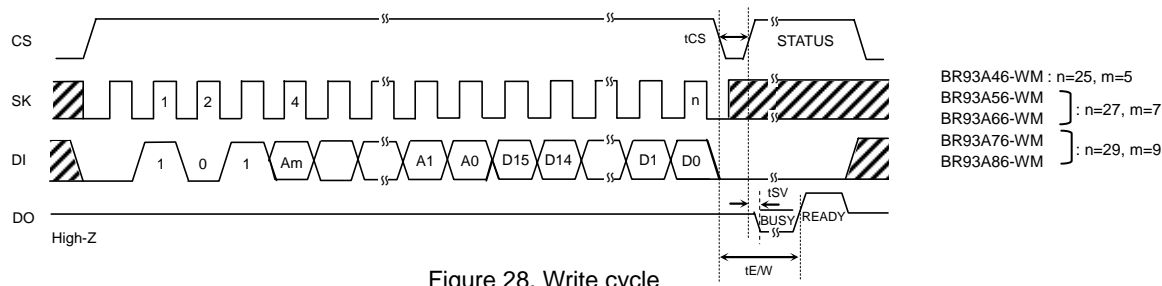 CS
tCS
STATUS
SK
1
2
4
n
DI
1
0
1
Am
A1
A0
D15
D14
D1
D0
tSV
DO
BUSY
READY
High-Z
tE/W
BR93A46-WM : n=25, m=5
BR93A56-WM
BR93A66-WM
: n=27, m=7
BR93A76-WM
BR93A86-WM
: n=29, m=9
Figure 28. Write cycle